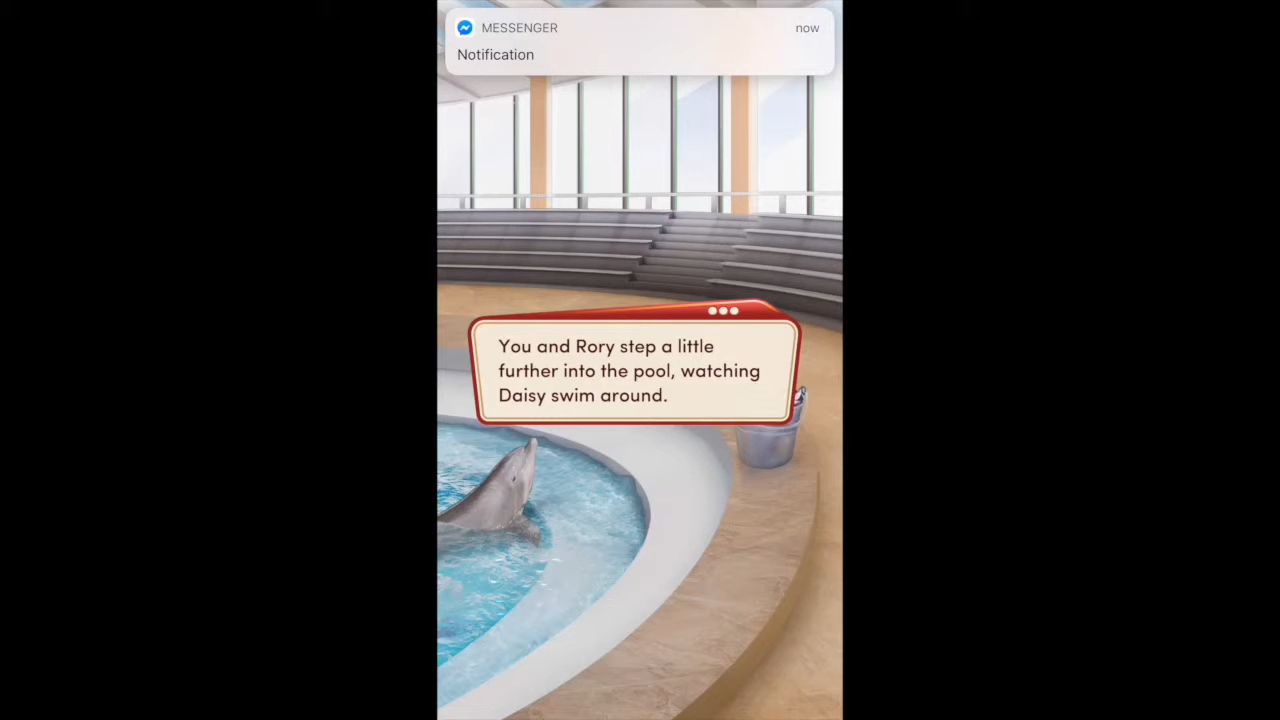 MESSENGER now
Notification
You and Rory step a little
further into the pool, watching
Daisy swim around.